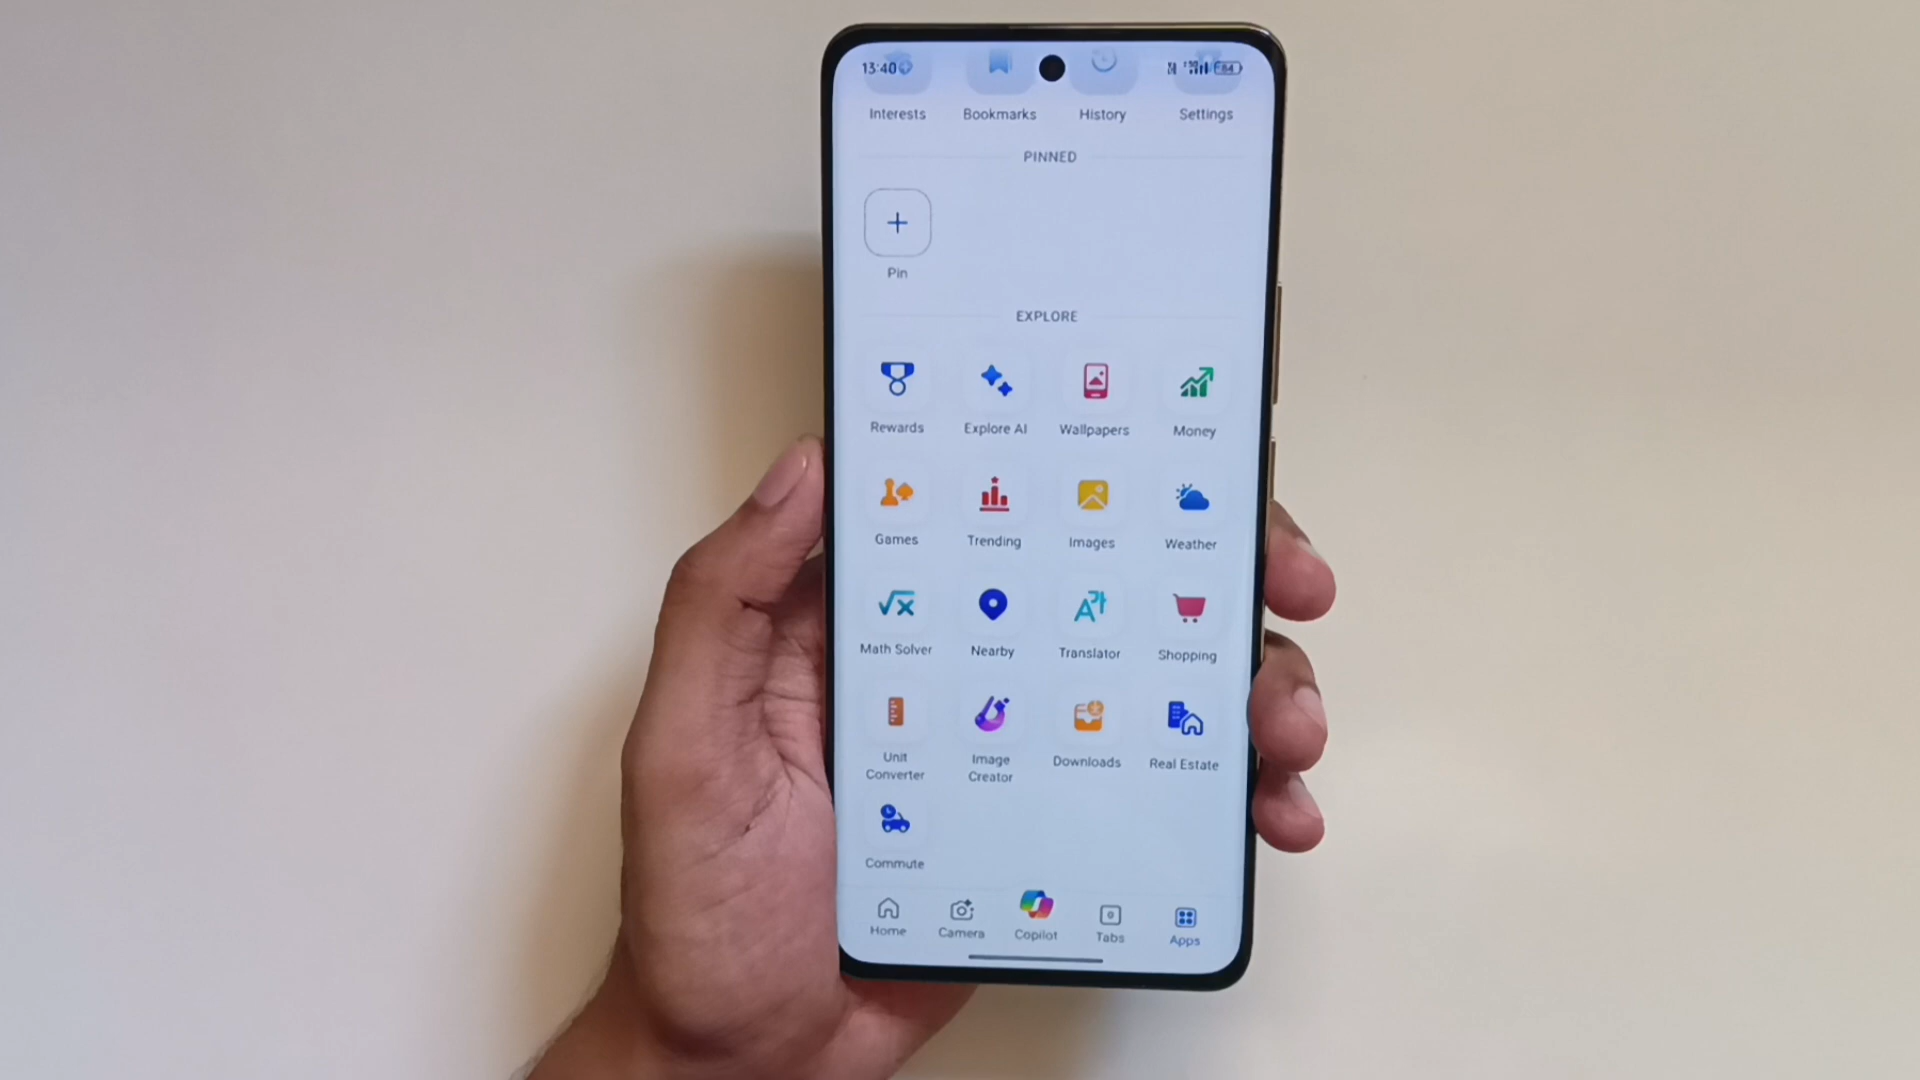 13:40 64
Interests Bookmarks History Settings
PINNED
Pin
EXPLORE
Rewards Explore AI Wallpapers Money
Games Trending Images Weather
Math Solver Nearby Translator Shopping
Unit Converter Image Creator Downloads Real Estate
Commute
Home Camera Copilot Tabs Apps